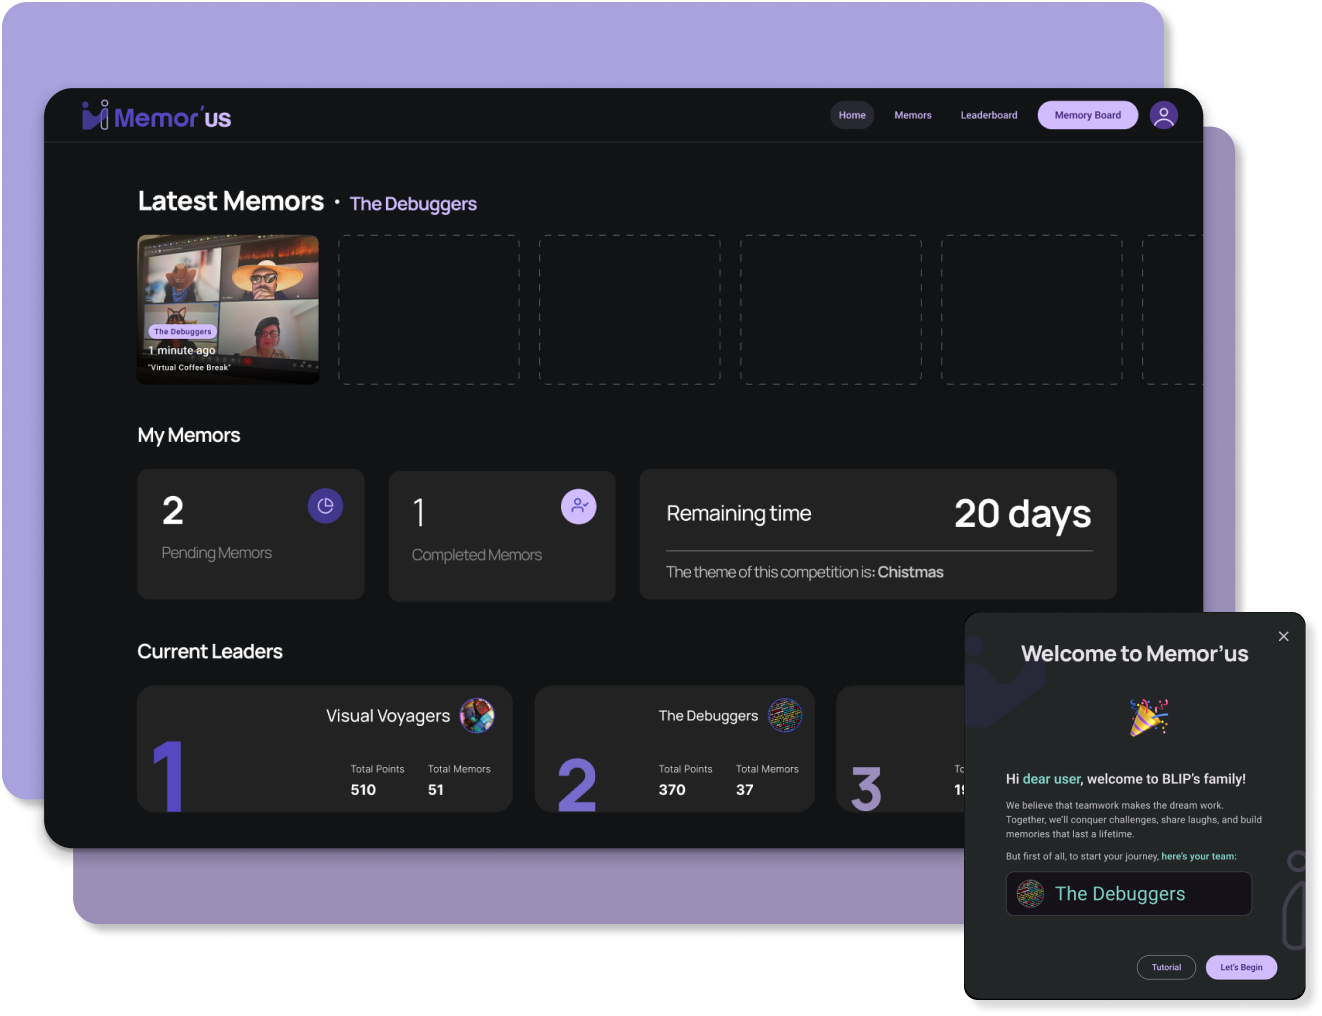 Memor'us
Home
Memors
Leaderboard
Memory Board
Latest Memors · The Debuggers
The Debuggers
1 minute ago
"Virtual Coffee Break"
My Memors
2
Pending Memors
1
Completed Memors
Remaining time
20 days
The theme of this competition is: Chistmas
Current Leaders
1
Visual Voyagers
Total Points
Total Memors
510
51
2
The Debuggers
Total Points
Total Memors
370
37
3
Welcome to Memor'us
Hi dear user, welcome to BLIP's family!
We believe that teamwork makes the dream work.
Together, we'll conquer challenges, share laughs, and build
memories that last a lifetime.
But first of all, to start your journey, here's your team:
The Debuggers
Tutorial
Let's Begin